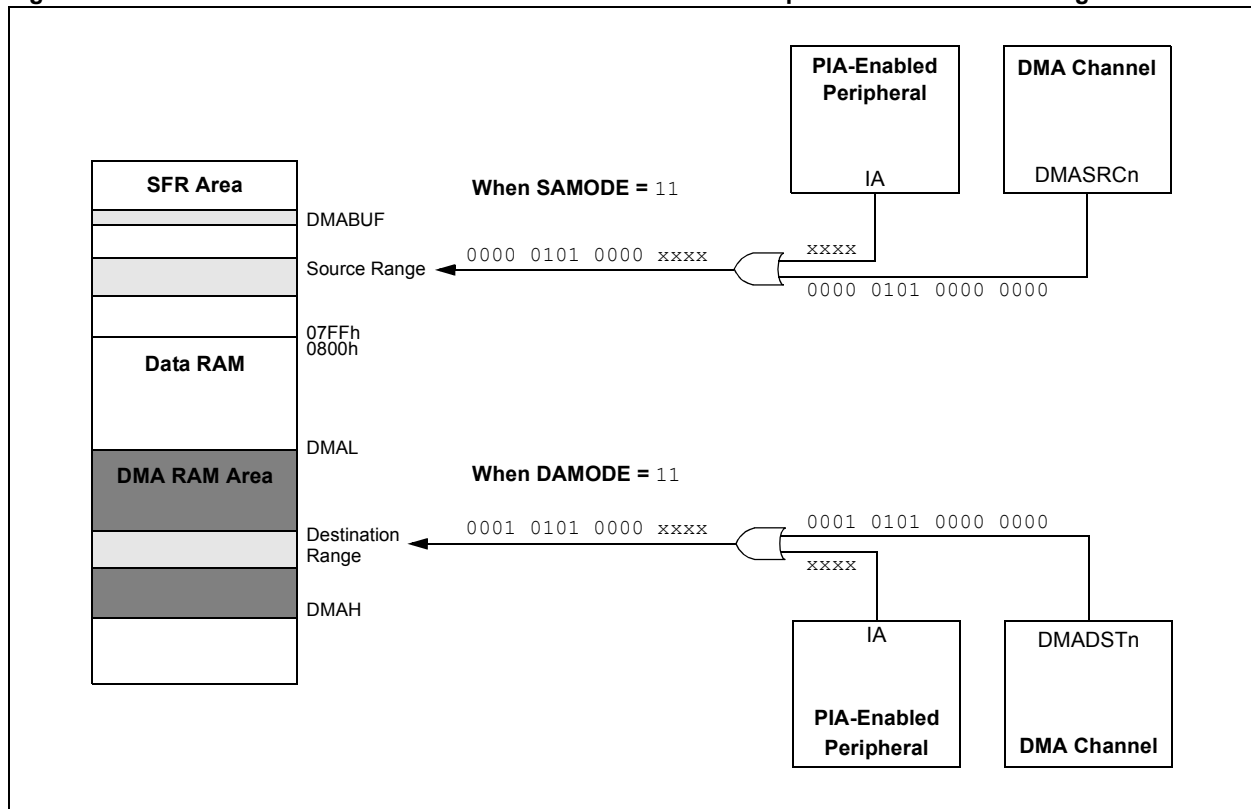 PIA-Enabled
Peripheral
IA
DMA Channel
DMASRCn
SFR Area
When SAMODE = 11
DMABUF
Source Range
0000 0101 0000 xxxx
xxxx
0000 0101 0000 0000
07FFh
0800h
Data RAM
DMAL
DMA RAM Area
When DAMODE = 11
Destination
Range
0001 0101 0000 xxxx
0001 0101 0000 0000
xxxx
DMAH
IA
PIA-Enabled
Peripheral
DMADSTn
DMA Channel